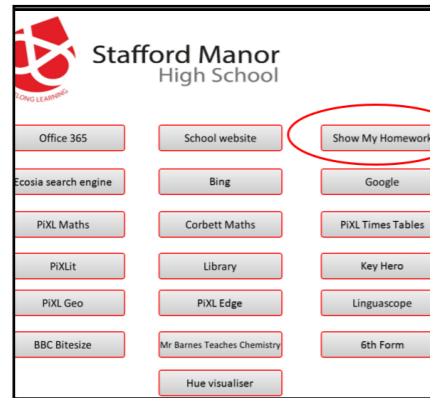 Stafford Manor
High School
LONG LEARNING
Office 365
School website
Show My Homework
Ecosia search engine
Bing
Google
PiXL Maths
Corbett Maths
PiXL Times Tables
PiXLit
Library
Key Hero
PiXL Geo
PiXL Edge
Linguascope
BBC Bitesize
Mr Barnes Teaches Chemistry
6th Form
Hue visualiser